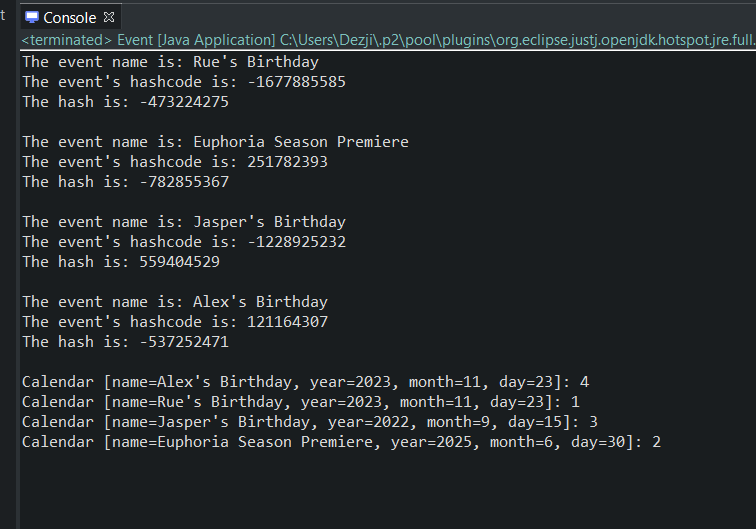 t
Console
<terminated> Event [Java Application] C:\Users\Dezji\.p2\pool\plugins\org.eclipse.justj.openjdk.hotspot.jre.full.
The event name is: Rue's Birthday
The event's hashcode is: -1677885585
The hash is: -473224275
The event name is: Euphoria Season Premiere
The event's hashcode is: 251782393
The hash is: -782855367
The event name is: Jasper's Birthday
The event's hashcode is: -1228925232
The hash is: 559404529
The event name is: Alex's Birthday
The event's hashcode is: 121164307
The hash is: -537252471
Calendar [name=Alex's Birthday, year=2023, month=11, day=23]: 4
Calendar [name=Rue's Birthday, year=2023, month=11, day=23]: 1
Calendar [name=Jasper's Birthday, year=2022, month=9, day=15]: 3
Calendar [name=Euphoria Season Premiere, year=2025, month=6, day=30]: 2